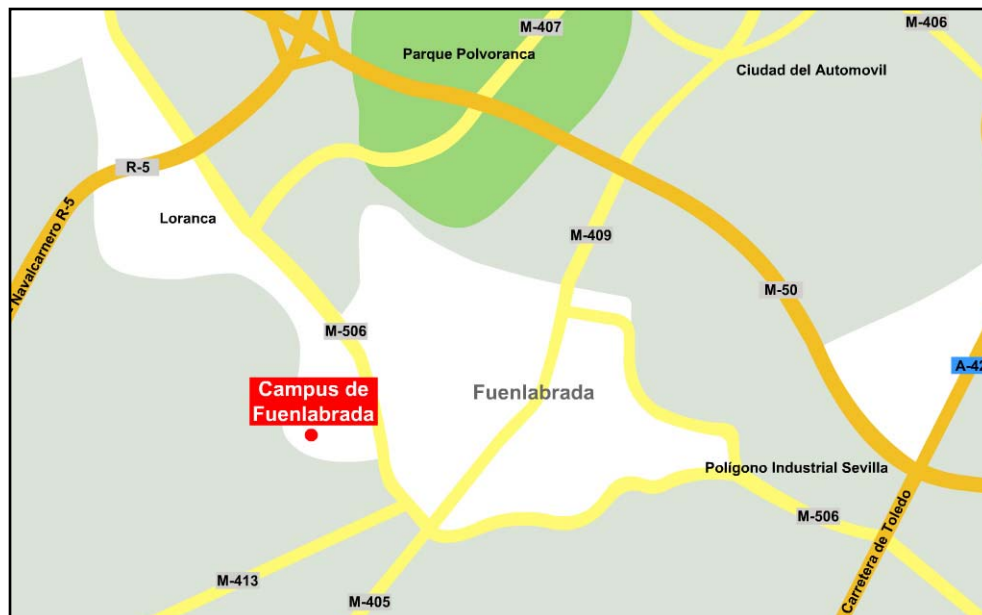 M-407
M-406
Parque Polvoranca
Ciudad del Automovil
R-5
Navalcarnero R-5
Loranca
M-409
M-50
M-506
A-42
Campus de
Fuenlabrada
Fuenlabrada
Polígono Industrial Sevilla
M-506
Carretera de Toledo
M-413
M-405